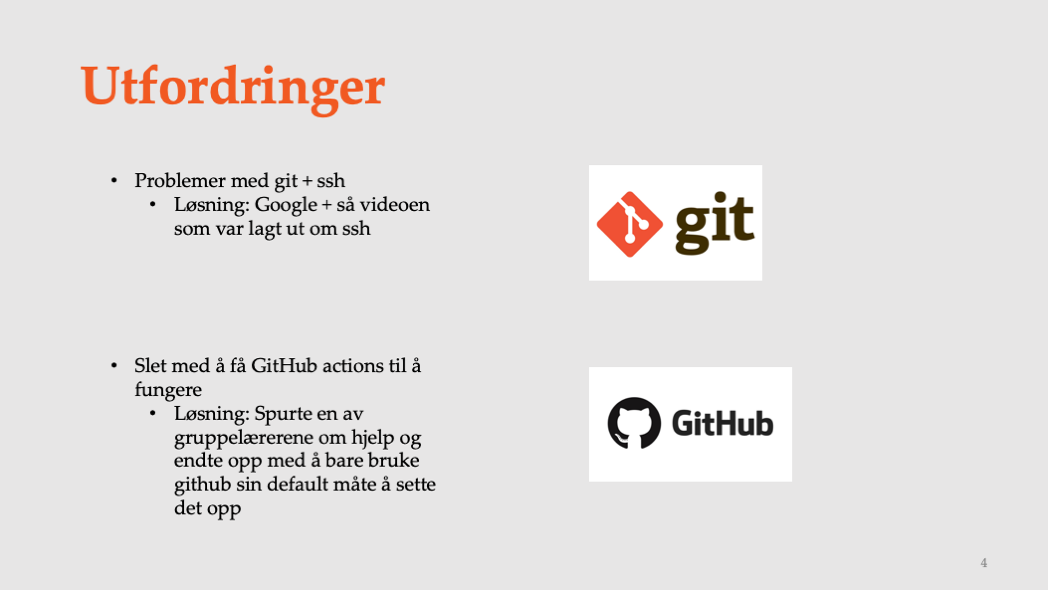 Utfordringer
• Problemer med git + ssh
• Løsning: Google + så videoen
som var lagt ut om ssh
git
• Slet med å få GitHub actions til å
fungere
• Løsning: Spurte en av
gruppelærererene om hjelp og
endte opp med å bare bruke
github sin default måte å sette
det opp
GitHub
4